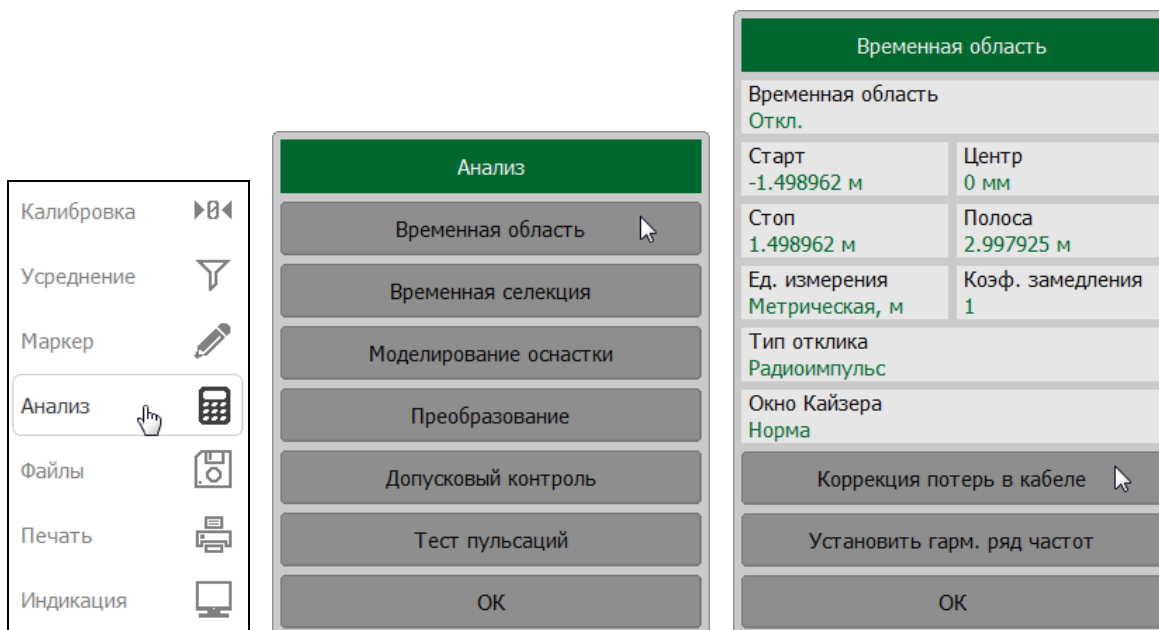 Калибровка
Усреднение
Маркер
Анализ
Файлы
Печать
Индикация
Анализ
Временная область
Временная селекция
Моделирование оснастки
Преобразование
Допусковый контроль
Тест пульсаций
ОК
Временная область
Временная область
Откл.
Старт Центр
-1.498962 м 0 мм
Стоп Полоса
1.498962 м 2.997925 м
Ед. измерения Коэф. замедления
Метрическая, м 1
Тип отклика
Радиоимпульс
Окно Кайзера
Норма
Коррекция потерь в кабеле
Установить гарм. ряд частот
ОК